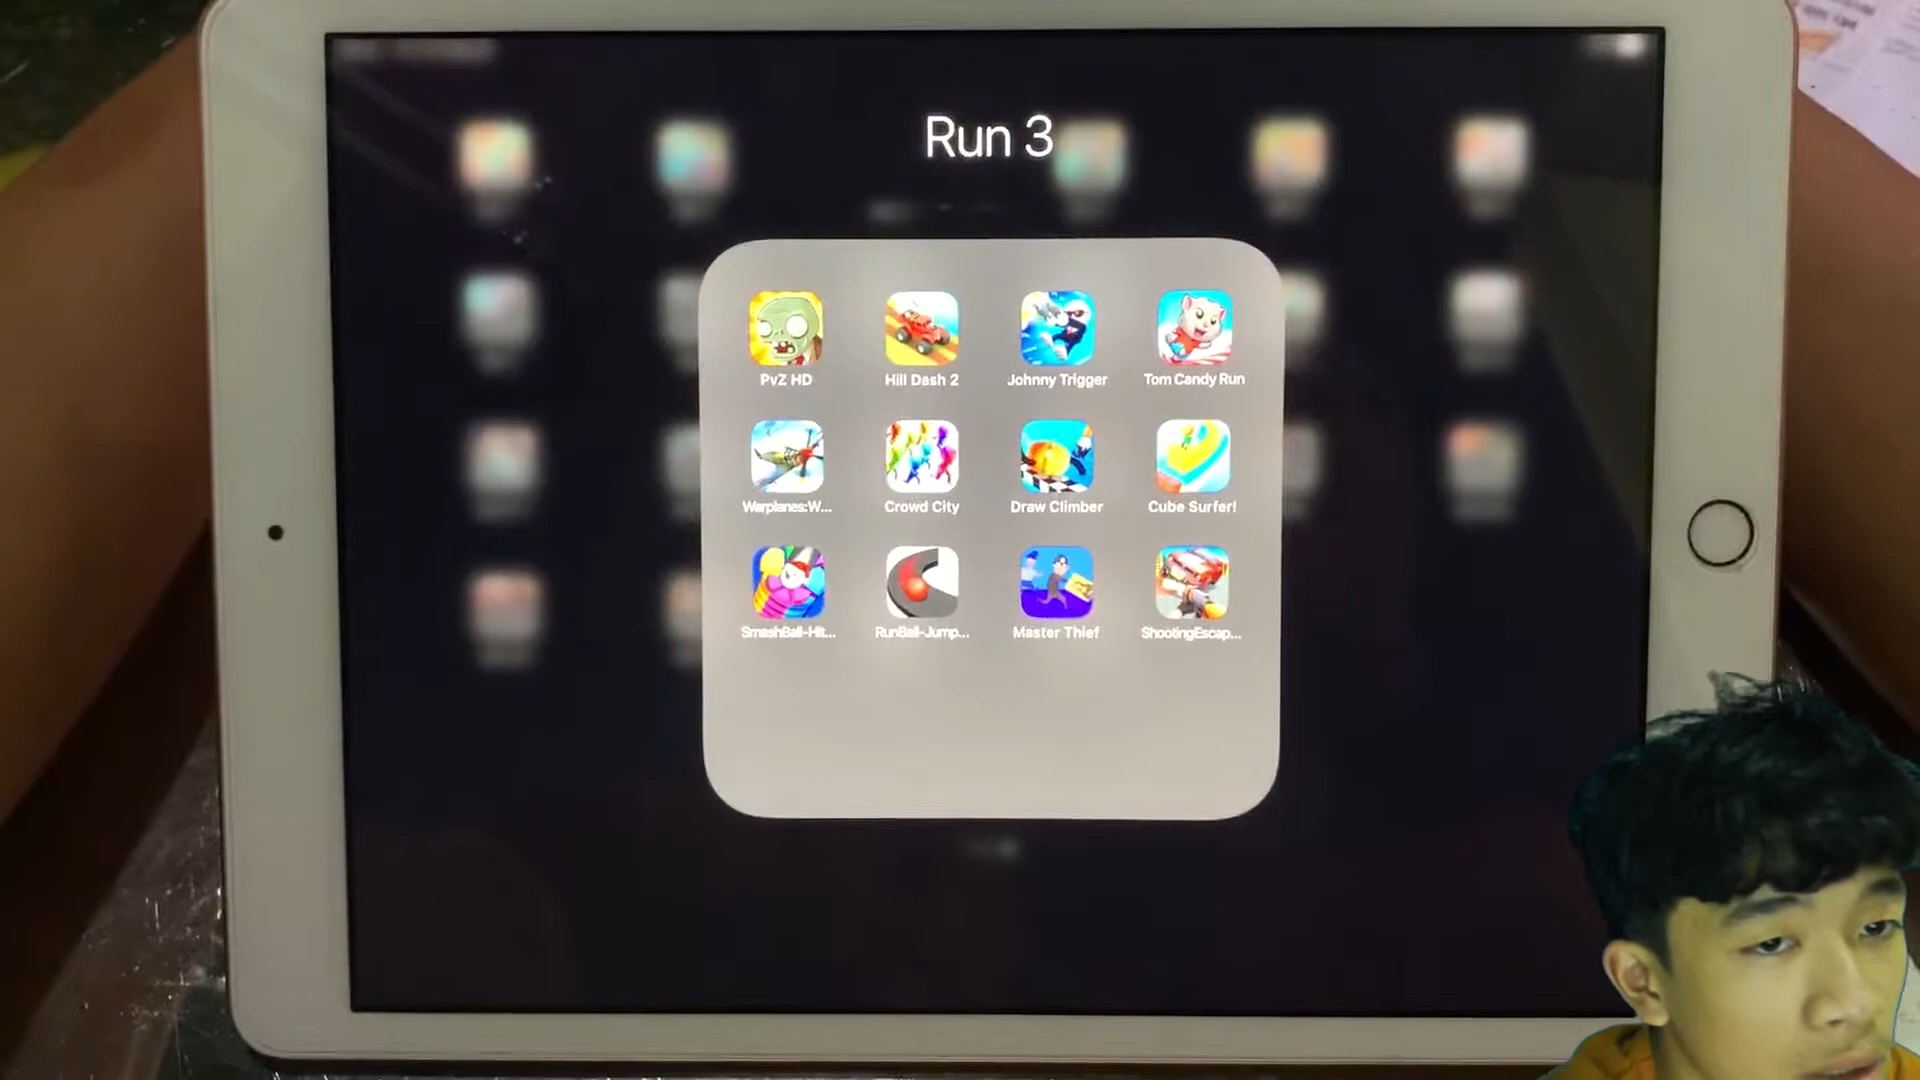 Run 3
PvZ HD
Hill Dash 2
Johnny Trigger
Tom Candy Run
Warplanes:W...
Crowd City
Draw Climber
Cube Surfer!
SmashBall-Hit...
RunBall-Jump...
Master Thief
ShootingEscap...